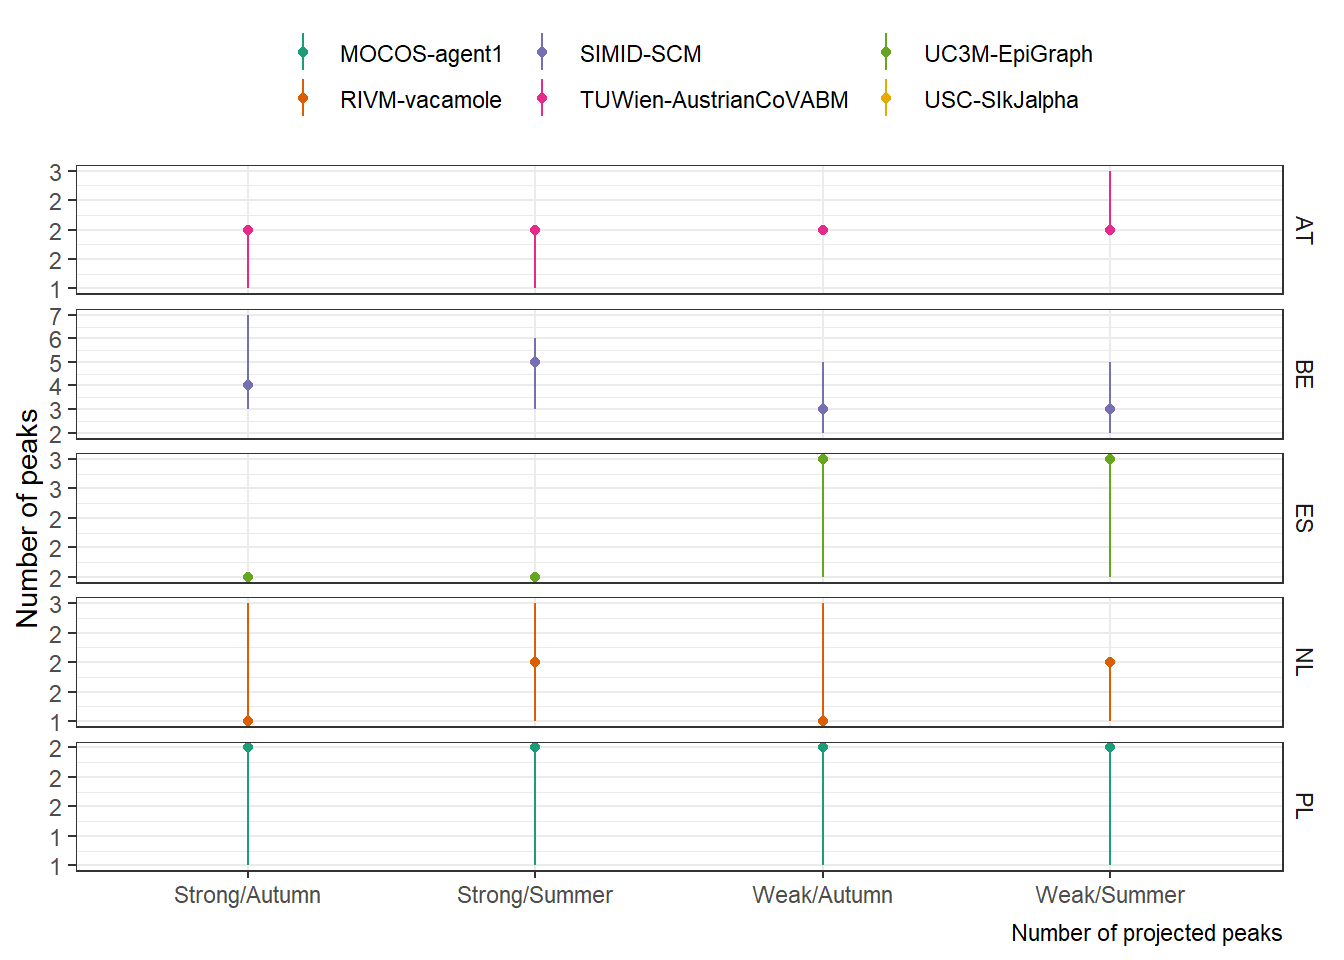 MOCOS-agent1 SIMID-SCM UC3M-EpiGraph
RIVM-vacamole TUWien-AustrianCoVABM USC-SIkJalpha
Number of peaks
3
2
2
2
1
AT
7
6
5
4
3
2
BE
3
3
2
2
2
ES
3
2
2
2
1
NL
2
2
2
1
1
PL
Strong/Autumn Strong/Summer Weak/Autumn Weak/Summer
Number of projected peaks